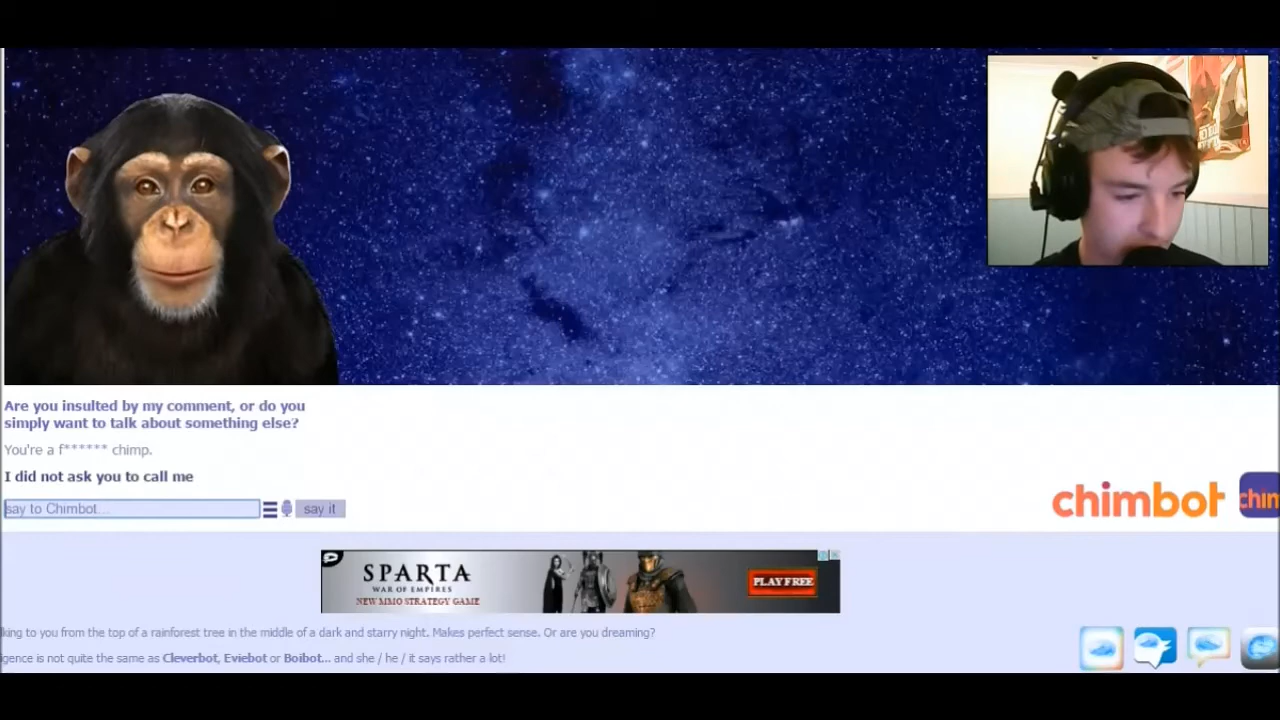 Are you insulted by my comment, or do you
simply want to talk about something else?
You're a f****** chimp.
I did not ask you to call me
say to Chimbot...
say it
chimbot
chim
SPARTA
WAR OF EMPIRES
NEW MMO STRATEGY GAME
PLAY FREE
king to you from the top of a rainforest tree in the middle of a dark and starry night. Makes perfect sense. Or are you dreaming?
igence is not quite the same as Cleverbot, Eviebot or Boibot... and she / he / it says rather a lot!